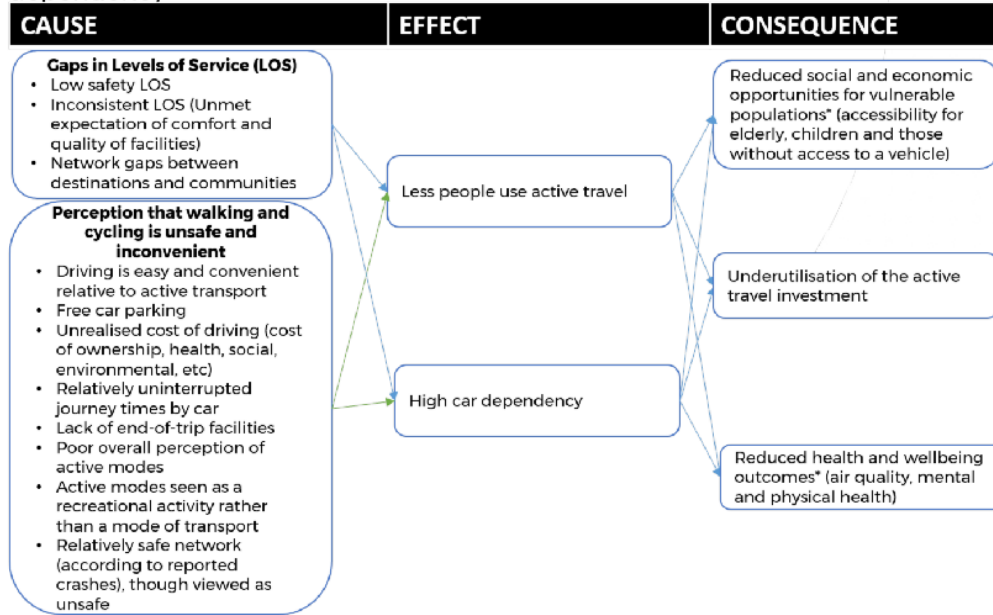 CAUSE
EFFECT
CONSEQUENCE
Gaps in Levels of Service (LOS)
• Low safety LOS
• Inconsistent LOS (Unmet
expectation of comfort and
quality of facilities)
• Network gaps between
destinations and communities
Perception that walking and
cycling is unsafe and
inconvenient
• Driving is easy and convenient
relative to active transport
• Free car parking
• Unrealised cost of driving (cost
of ownership, health, social,
environmental, etc)
• Relatively uninterrupted
journey times by car
• Lack of end-of-trip facilities
• Poor overall perception of
active modes
• Active modes seen as a
recreational activity rather
than a mode of transport
• Relatively safe network
(according to reported
crashes), though viewed as
unsafe
Less people use active travel
High car dependency
Reduced social and economic
opportunities for vulnerable
populations* (accessibility for
elderly, children and those
without access to a vehicle)
Underutilisation of the active
travel investment
Reduced health and wellbeing
outcomes* (air quality, mental
and physical health)